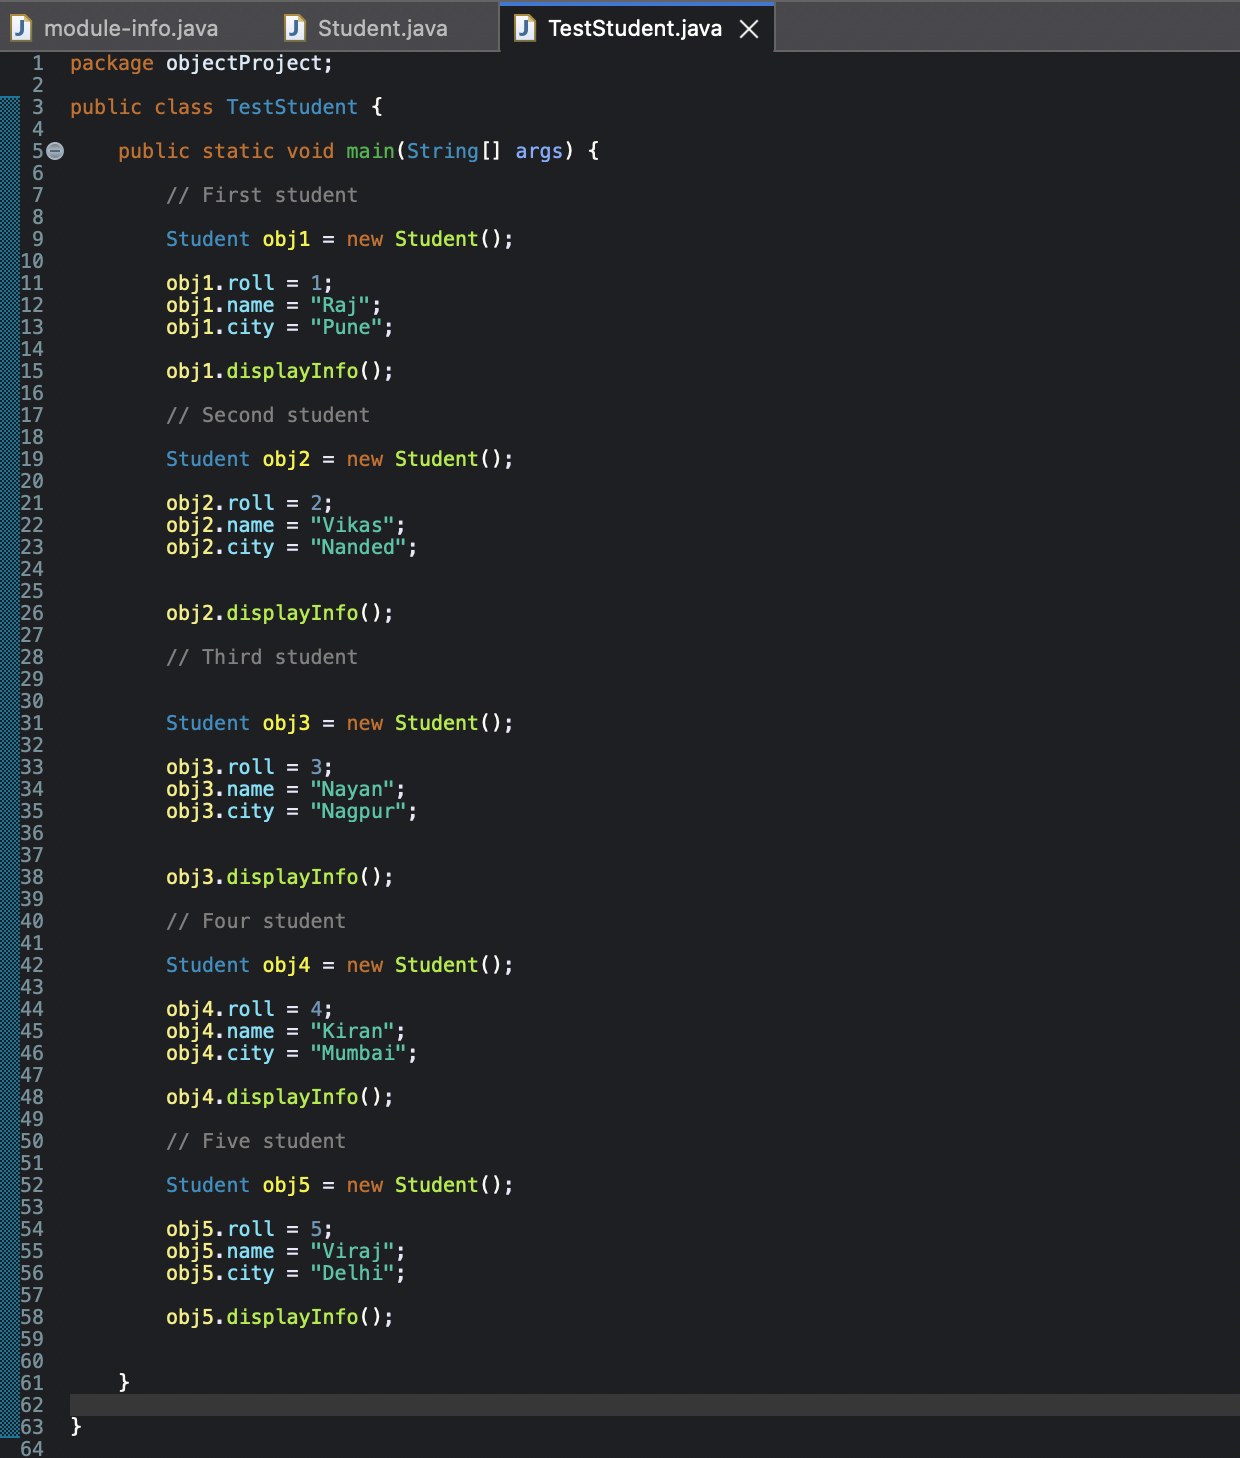 module-info.java Student.java TestStudent.java
1 package objectProject;
2
3 public class TestStudent {
4
5 public static void main(String[] args) {
6
7 // First student
8
9 Student obj1 = new Student();
10
11 obj1.roll = 1;
12 obj1.name = "Raj";
13 obj1.city = "Pune";
14
15 obj1.displayInfo();
16
17 // Second student
18
19 Student obj2 = new Student();
20
21 obj2.roll = 2;
22 obj2.name = "Vikas";
23 obj2.city = "Nanded";
24
25
26 obj2.displayInfo();
27
28 // Third student
29
30
31 Student obj3 = new Student();
32
33 obj3.roll = 3;
34 obj3.name = "Nayan";
35 obj3.city = "Nagpur";
36
37
38 obj3.displayInfo();
39
40 // Four student
41
42 Student obj4 = new Student();
43
44 obj4.roll = 4;
45 obj4.name = "Kiran";
46 obj4.city = "Mumbai";
47
48 obj4.displayInfo();
49
50 // Five student
51
52 Student obj5 = new Student();
53
54 obj5.roll = 5;
55 obj5.name = "Viraj";
56 obj5.city = "Delhi";
57
58 obj5.displayInfo();
59
60
61 }
62
63 }
64